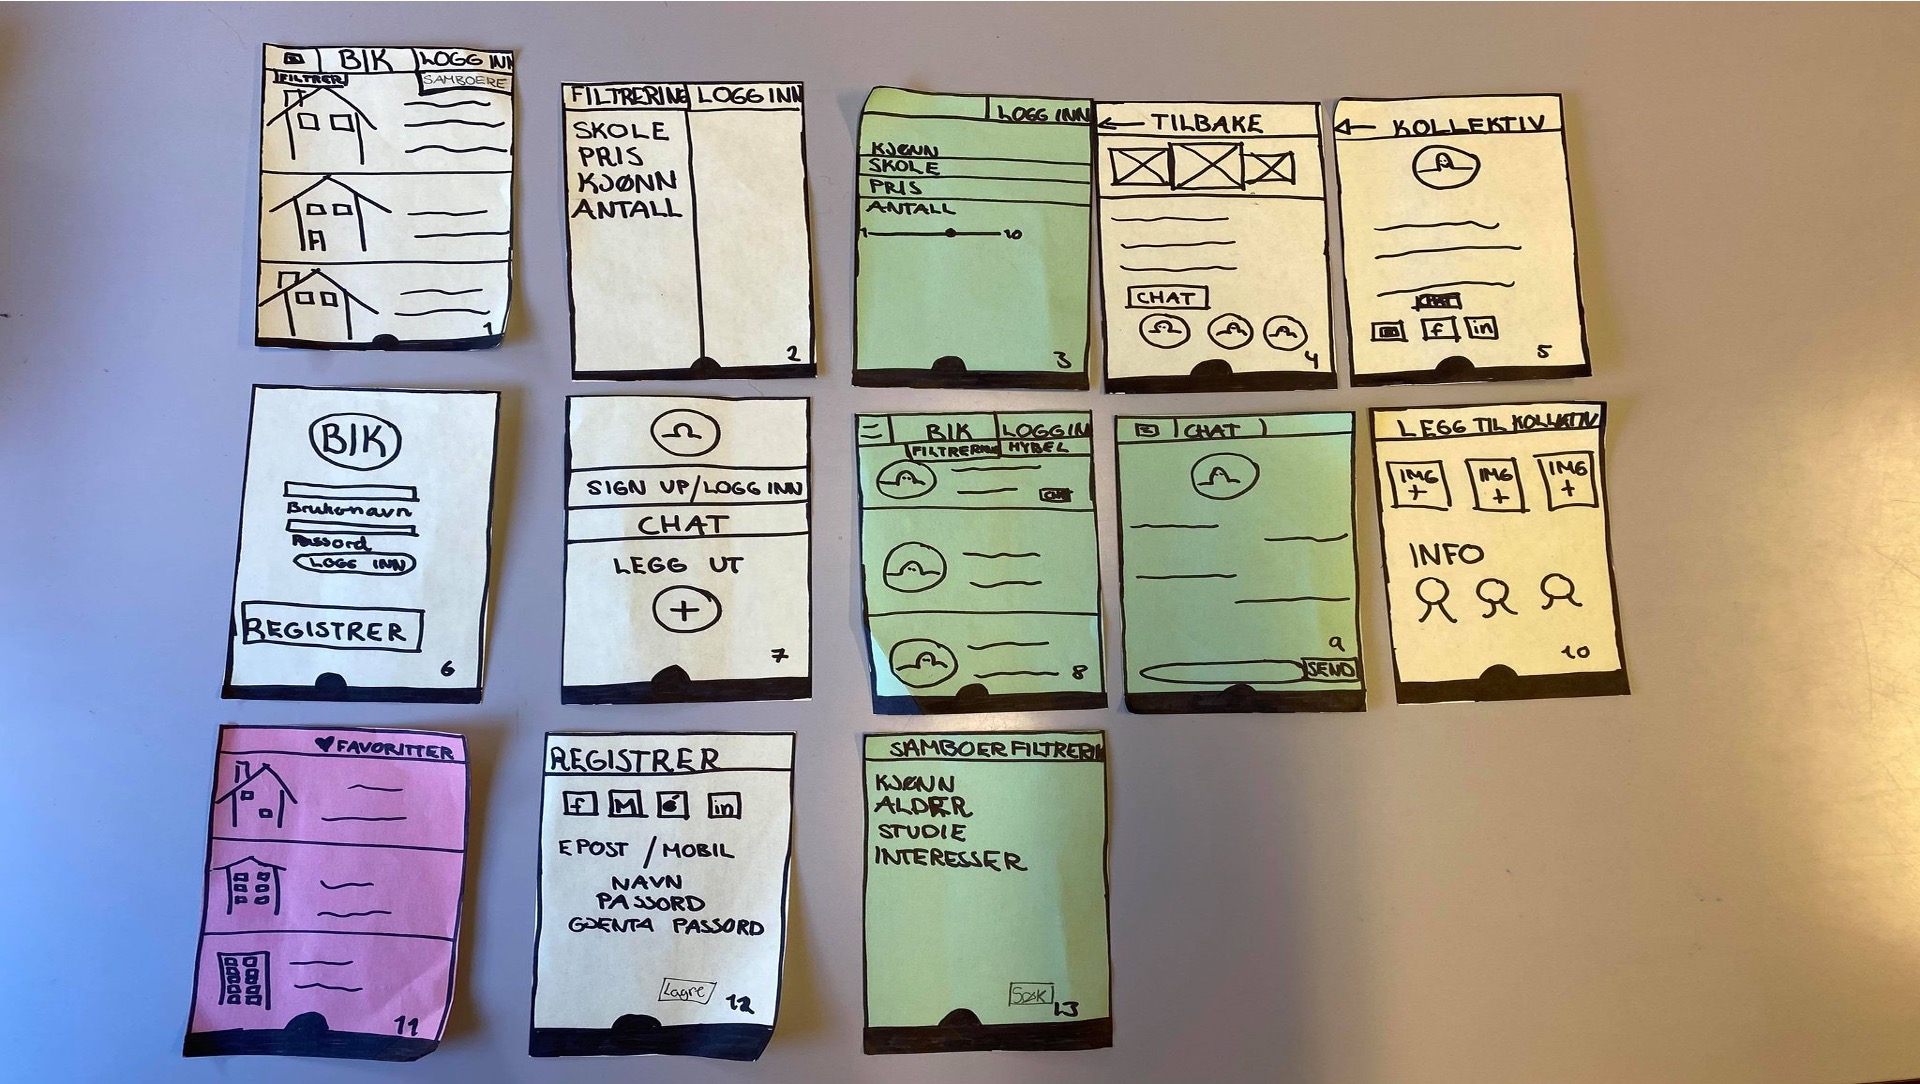 BIK
LOGG INN
FILTRER
SAMBOERE
1
FILTRERING
LOGG INN
SKOLE
PRIS
KJØNN
ANTALL
2
LOGG INN
KJØNN
SKOLE
PRIS
ANTALL
1 10
3
← TILBAKE
CHAT
4
← KOLLEKTIV
f in
5
BIK
Brukernavn
Passord
LOGG INN
REGISTRER
6
SIGN UP/LOGG INN
CHAT
LEGG UT
+
7
BIK
LOGG INN
FILTRERING
HYBEL
8
CHAT
SEND
9
LEGG TIL KOLLEKTIV
IMG + IMG + IMG +
INFO
10
♥ FAVORITTER
11
REGISTRER
f M in
EPOST / MOBIL
NAVN
PASSORD
GJENTA PASSORD
Lagre
12
SAMBOER FILTRERING
KJØNN
ALDER
STUDIE
INTERESSER
Søk
13